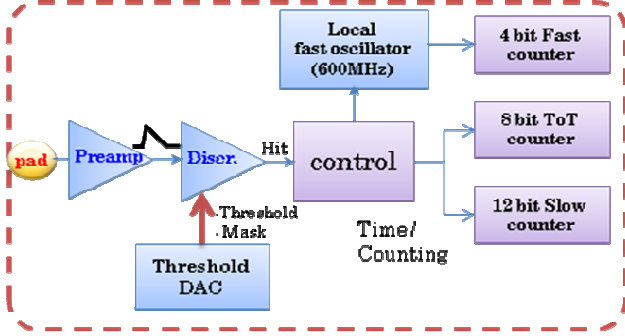 Local
fast oscillator
(600MHz)
4 bit Fast
counter
pad
Preamp
Discr.
Hit
control
8 bit ToT
counter
12 bit Slow
counter
-Threshold
-Mask
Time/
Counting
Threshold
DAC